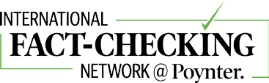 INTERNATIONAL
FACT-CHECKING
NETWORK @ Poynter.